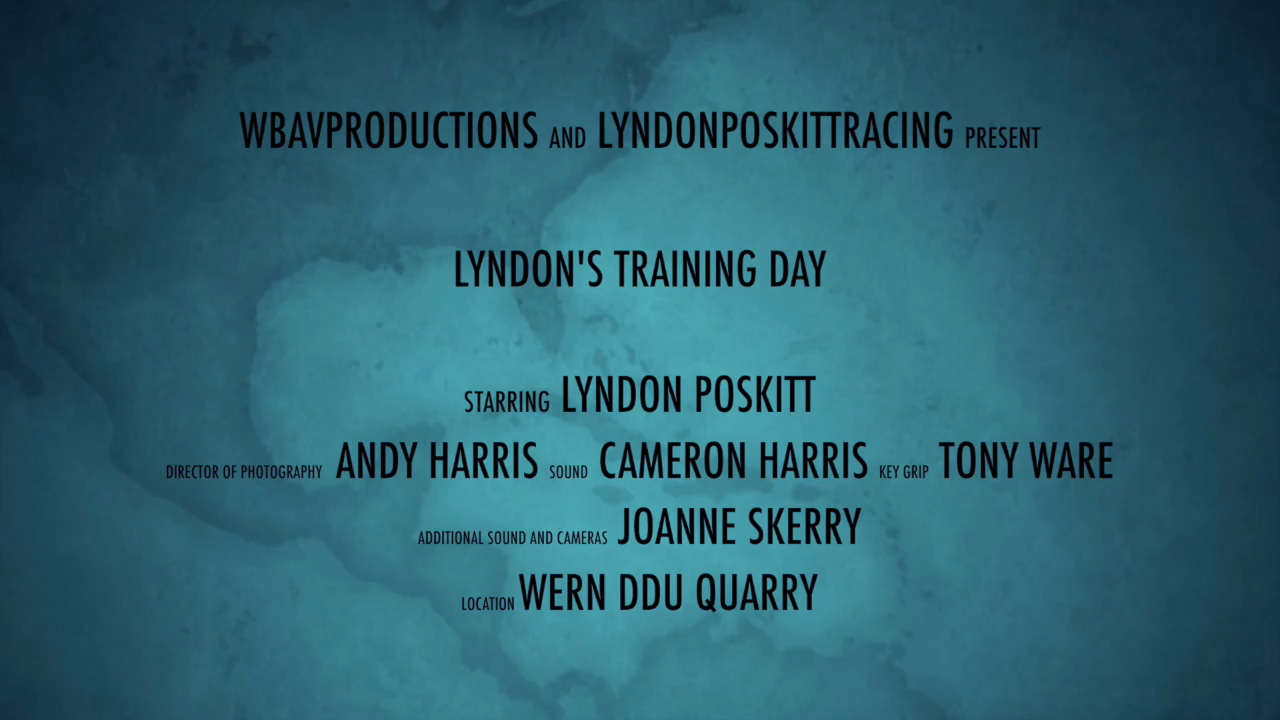 WBAVPRODUCTIONS AND LYNDONPOSKITTRACING PRESENT
LYNDON'S TRAINING DAY
STARRING LYNDON POSKITT
DIRECTOR OF PHOTOGRAPHY ANDY HARRIS SOUND CAMERON HARRIS KEY GRIP TONY WARE
ADDITIONAL SOUND AND CAMERAS JOANNE SKERRY
LOCATION WERN DDU QUARRY